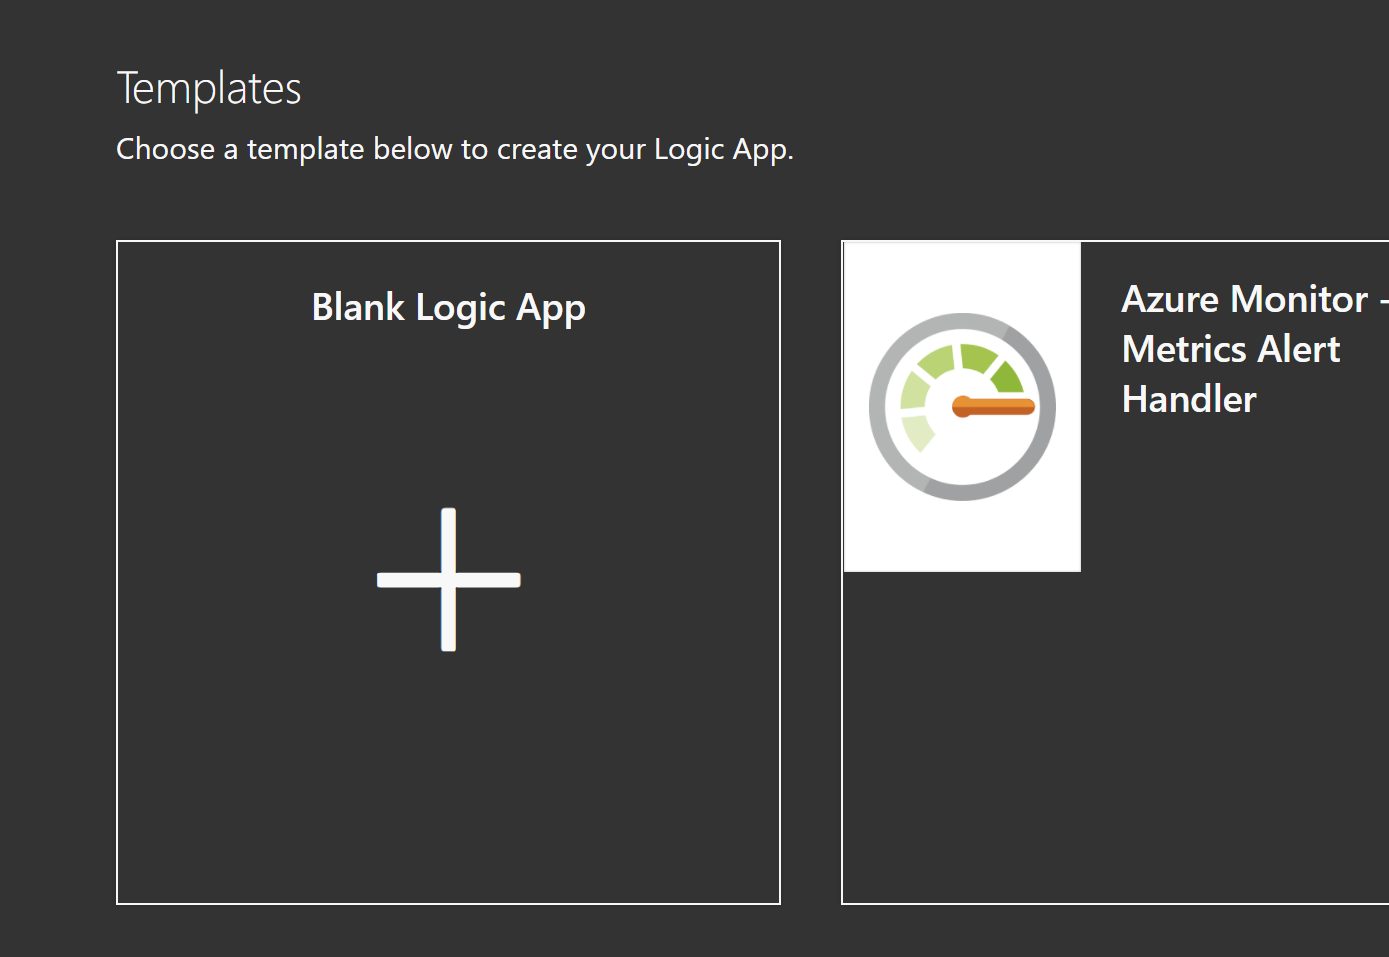 Templates
Choose a template below to create your Logic App.
Blank Logic App
Azure Monitor -
Metrics Alert
Handler